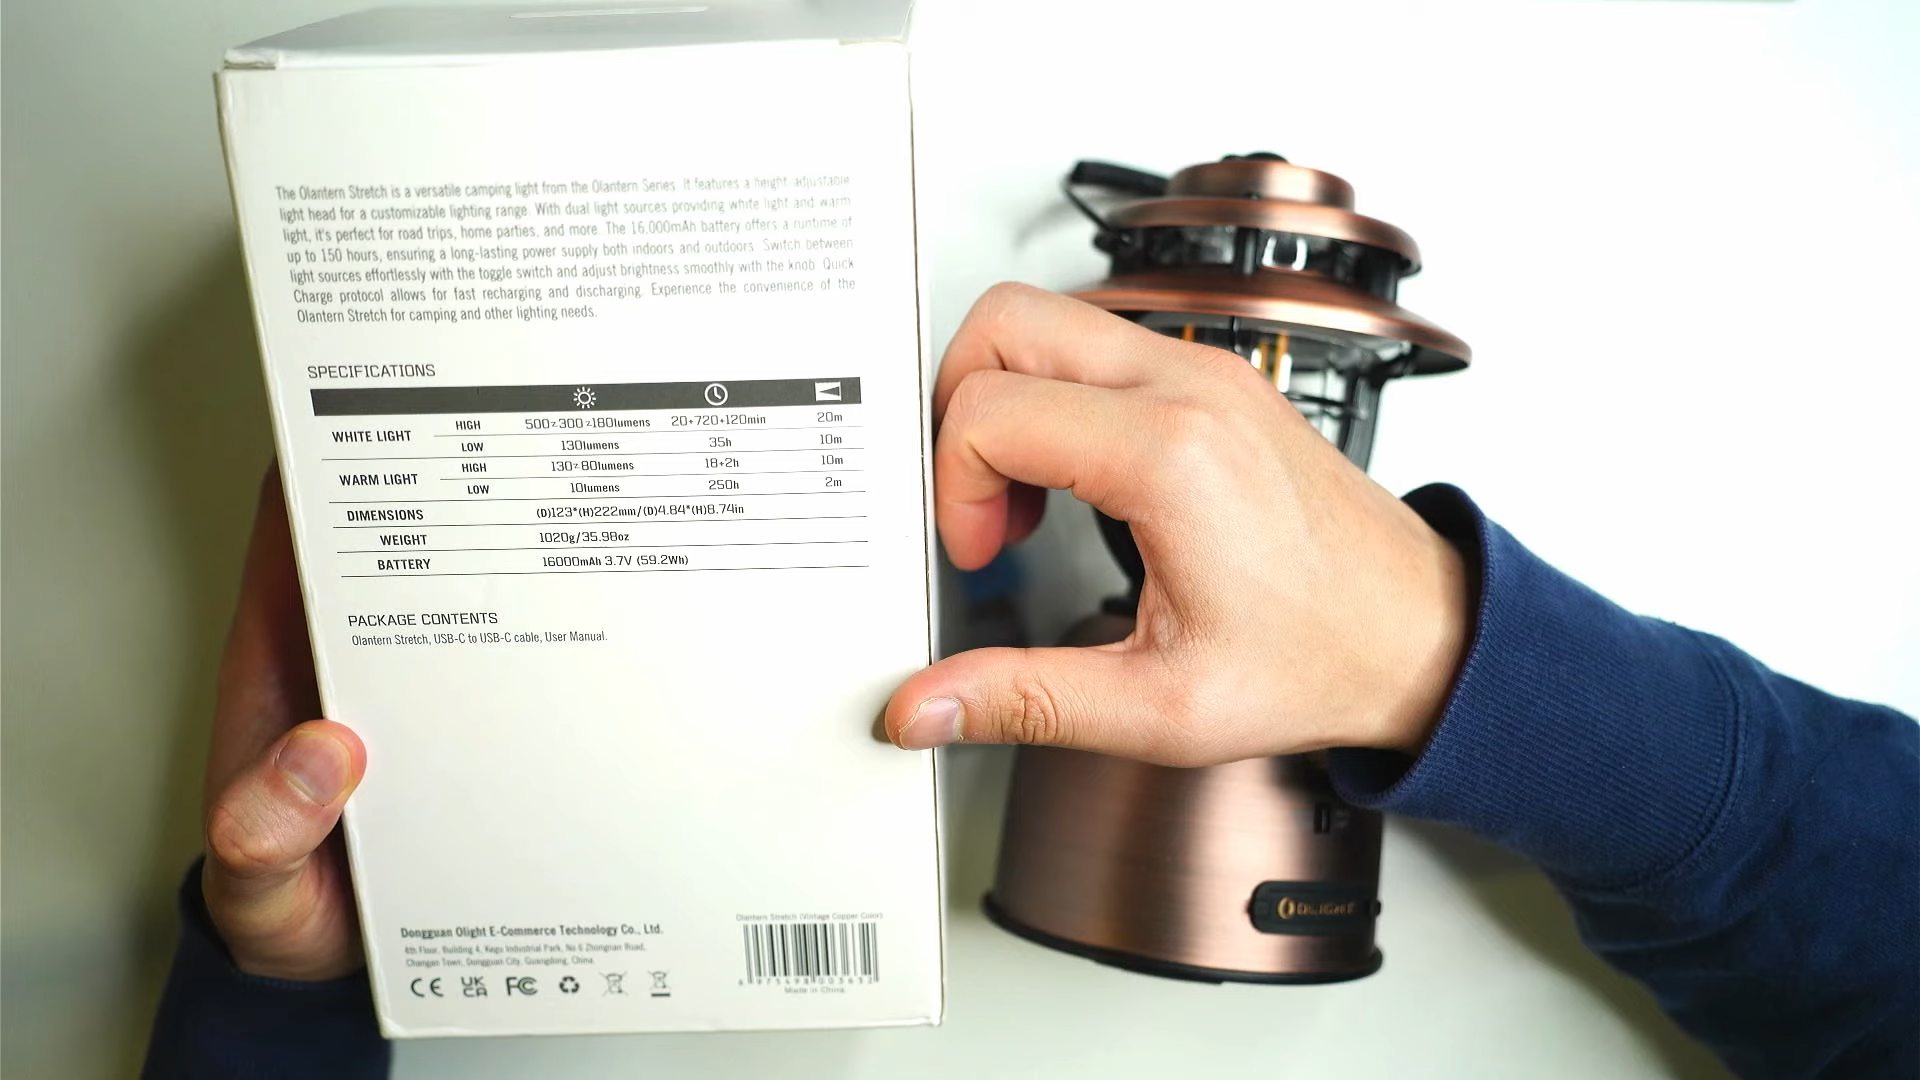 The Olantern Stretch is a versatile camping light from the Olantern Series. It features a height-adjustable
light head for a customizable lighting range. With dual light sources providing white light and warm
light, it's perfect for road trips, home parties, and more. The 16,000mAh battery offers a runtime of
up to 150 hours, ensuring a long-lasting power supply both indoors and outdoors. Switch between
light sources effortlessly with the toggle switch and adjust brightness smoothly with the knob. Quick
Charge protocol allows for fast recharging and discharging. Experience the convenience of the
Olantern Stretch for camping and other lighting needs.
SPECIFICATIONS
WHITE LIGHT HIGH 500~300~180lumens 20+720+120min 20m
LOW 130lumens 35h 10m
WARM LIGHT HIGH 130~80lumens 18+2h 10m
LOW 10lumens 250h 2m
DIMENSIONS (D)123*(H)222mm/(D)4.84*(H)8.74in
WEIGHT 1020g/35.98oz
BATTERY 16000mAh 3.7V (59.2Wh)
PACKAGE CONTENTS
Olantern Stretch, USB-C to USB-C cable, User Manual.
Dongguan Olight E-Commerce Technology Co., Ltd.
4th Floor, Building 4, Kegu Industrial Park, No 6 Zhongnan Road,
Changan Town, Dongguan City, Guangdong, China.
CE UK CA FC
Olantern Stretch (Vintage Copper Color)
Made in China
OLIGHT